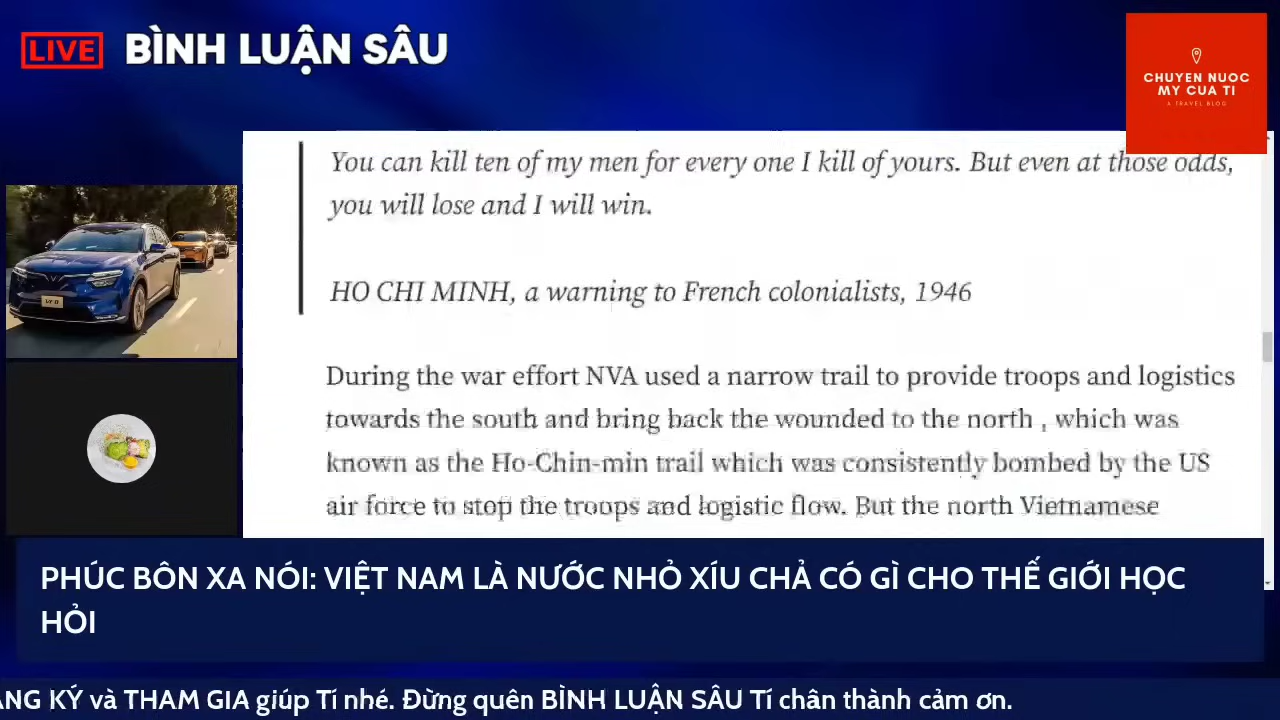 LIVE BÌNH LUẬN SÂU
CHUYEN NUOC
MY CUA TI
A TRAVEL BLOG
You can kill ten of my men for every one I kill of yours. But even at those odds,
you will lose and I will win.
HO CHI MINH, a warning to French colonialists, 1946
During the war effort NVA used a narrow trail to provide troops and logistics
towards the south and bring back the wounded to the north , which was
known as the Ho-Chin-min trail which was consistently bombed by the US
air force to stop the troops and logistic flow. But the north Vietnamese
PHÚC BÔN XA NÓI: VIỆT NAM LÀ NƯỚC NHỎ XÍU CHẢ CÓ GÌ CHO THẾ GIỚI HỌC
HỎI
ANG KÝ và THAM GIA giúp Tí nhé. Đừng quên BÌNH LUẬN SÂU Tí chân thành cảm ơn.